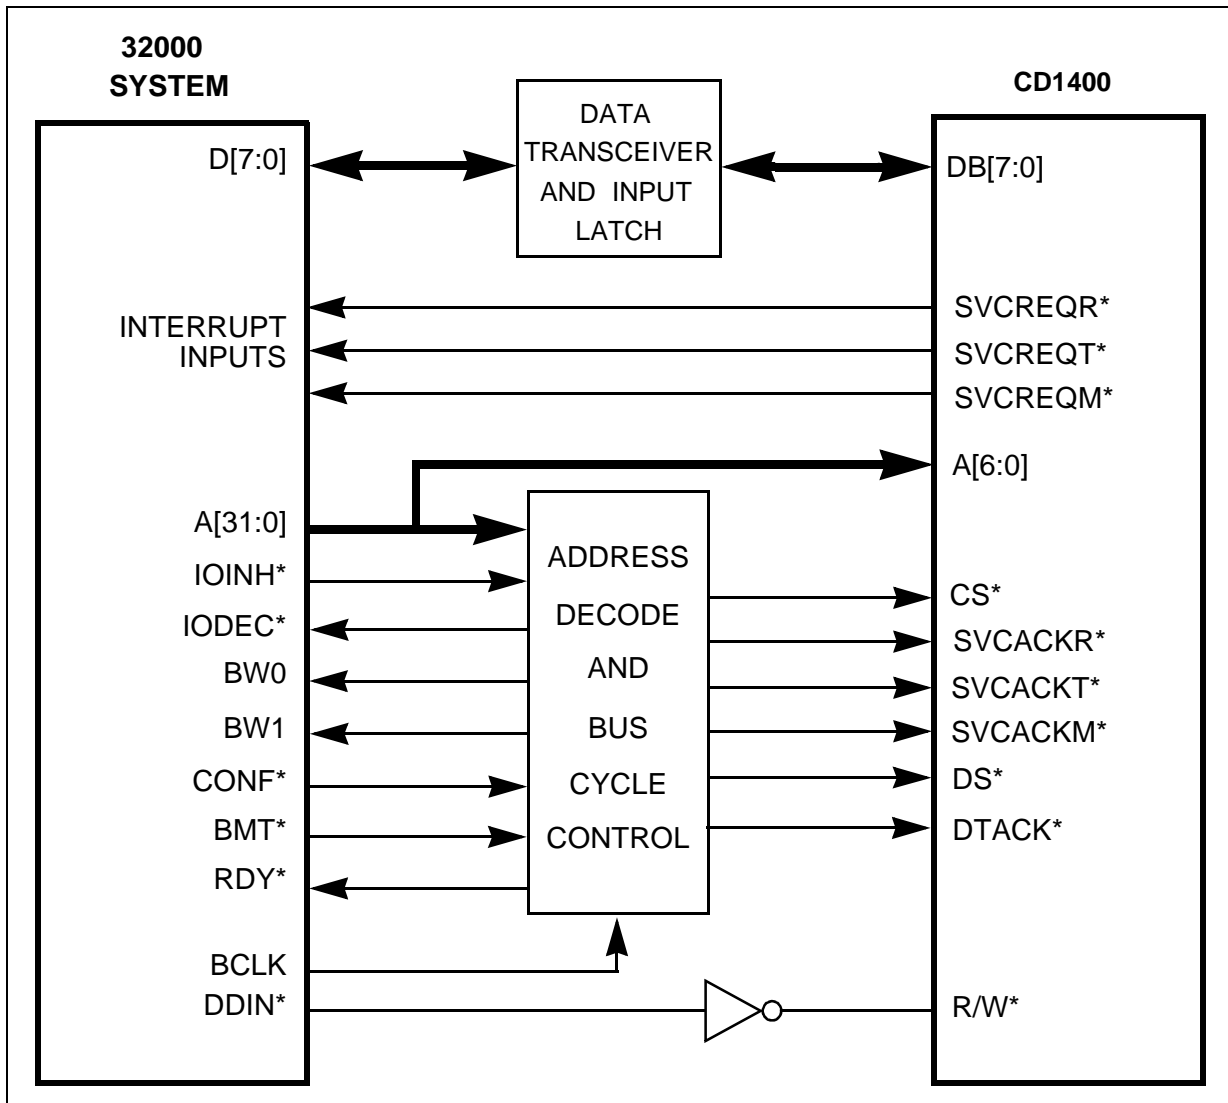 32000
SYSTEM
CD1400
D[7:0]
DATA
TRANSCEIVER
AND INPUT
LATCH
DB[7:0]
INTERRUPT
INPUTS
SVCREQR*
SVCREQT*
SVCREQM*
A[6:0]
A[31:0]
IOINH*
IODEC*
BW0
BW1
CONF*
BMT*
RDY*
BCLK
DDIN*
ADDRESS
DECODE
AND
BUS
CYCLE
CONTROL
CS*
SVCACKR*
SVCACKT*
SVCACKM*
DS*
DTACK*
R/W*